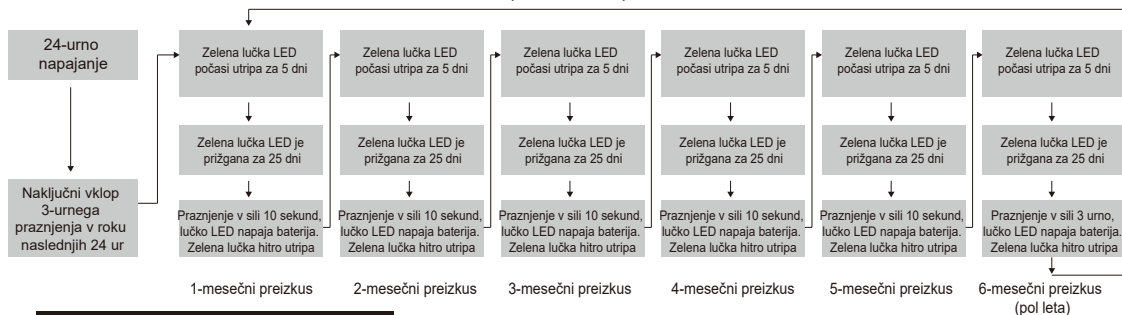 24-urno
napajanje
Naključni vklop
3-urnega
praznjenja v roku
naslednjih 24 ur
Zelena lučka LED
počasi utripa za 5 dni
Zelena lučka LED je
prižgana za 25 dni
Praznjenje v sili 10 sekund,
lučko LED napaja baterija.
Zelena lučka hitro utripa
1-mesečni preizkus
Zelena lučka LED
počasi utripa za 5 dni
Zelena lučka LED je
prižgana za 25 dni
Praznjenje v sili 10 sekund,
lučko LED napaja baterija.
Zelena lučka hitro utripa
2-mesečni preizkus
Zelena lučka LED
počasi utripa za 5 dni
Zelena lučka LED je
prižgana za 25 dni
Praznjenje v sili 10 sekund,
lučko LED napaja baterija.
Zelena lučka hitro utripa
3-mesečni preizkus
Zelena lučka LED
počasi utripa za 5 dni
Zelena lučka LED je
prižgana za 25 dni
Praznjenje v sili 10 sekund,
lučko LED napaja baterija.
Zelena lučka hitro utripa
4-mesečni preizkus
Zelena lučka LED
počasi utripa za 5 dni
Zelena lučka LED je
prižgana za 25 dni
Praznjenje v sili 10 sekund,
lučko LED napaja baterija.
Zelena lučka hitro utripa
5-mesečni preizkus
Zelena lučka LED
počasi utripa za 5 dni
Zelena lučka LED je
prižgana za 25 dni
Praznjenje v sili 3 urno,
lučko LED napaja baterija.
Zelena lučka hitro utripa
6-mesečni preizkus
(pol leta)